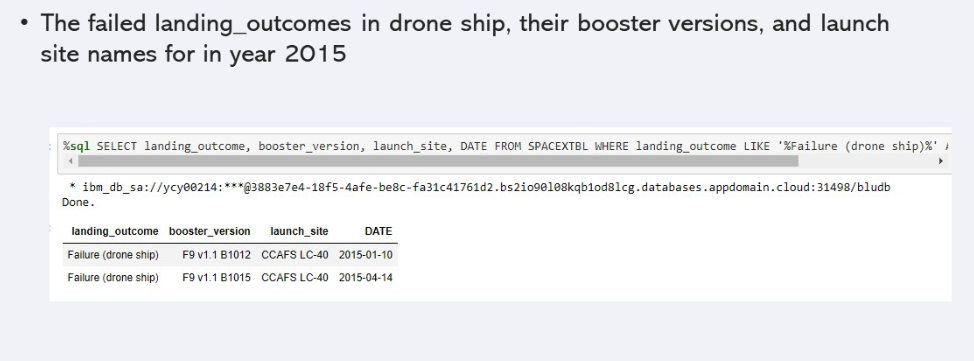 • The failed landing_outcomes in drone ship, their booster versions, and launch
site names for in year 2015
%sql SELECT landing_outcome, booster_version, launch_site, DATE FROM SPACEXTBL WHERE landing_outcome LIKE '%Failure (drone ship)%'
* ibm_db_sa://ycy00214:***@3883e7e4-18f5-4afe-be8c-fa31c41761d2.bs2io90l08kqb1od8lcg.databases.appdomain.cloud:31498/bludb
Done.
landing_outcome booster_version launch_site DATE
Failure (drone ship) F9 v1.1 B1012 CCAFS LC-40 2015-01-10
Failure (drone ship) F9 v1.1 B1015 CCAFS LC-40 2015-04-14